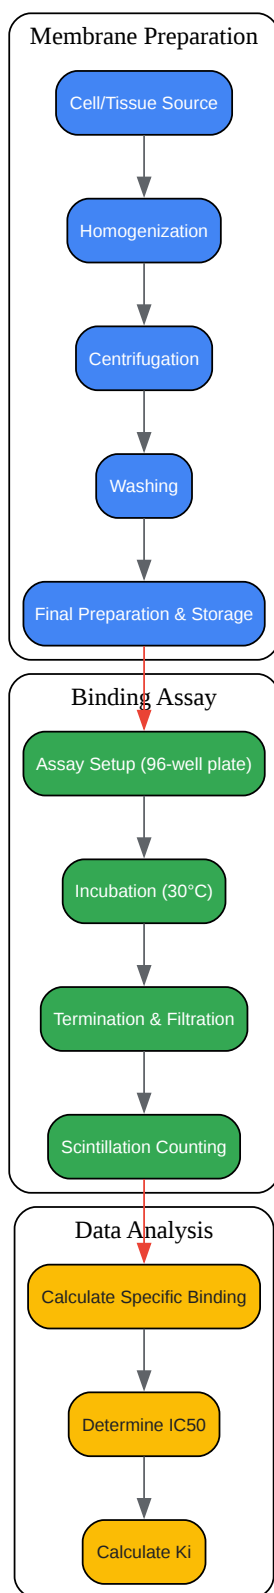 Membrane Preparation
Cell/Tissue Source
Homogenization
Centrifugation
Washing
Final Preparation & Storage
Binding Assay
Assay Setup (96-well plate)
Incubation (30°C)
Termination & Filtration
Scintillation Counting
Data Analysis
Calculate Specific Binding
Determine IC50
Calculate Ki